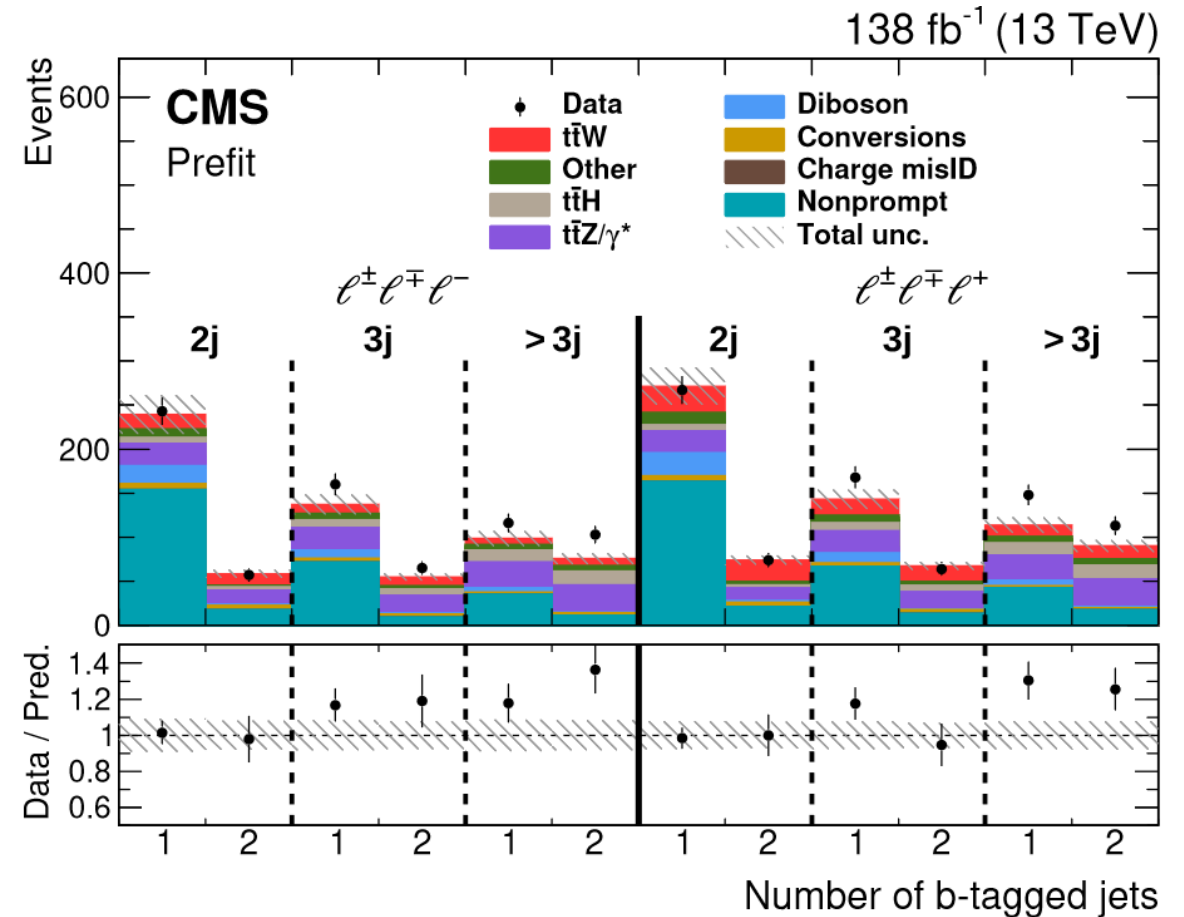 138 fb⁻¹ (13 TeV)
Events
600
400
200
0
CMS
Prefit
Data
tt̄W
Other
tt̄H
tt̄Z/γ*
Diboson
Conversions
Charge misID
Nonprompt
Total unc.
ℓ±ℓ∓ℓ⁻
ℓ±ℓ∓ℓ⁺
2j 3j > 3j 2j 3j > 3j
Data / Pred.
1.4
1.2
1
0.8
0.6
1 2 1 2 1 2 1 2 1 2 1 2
Number of b-tagged jets